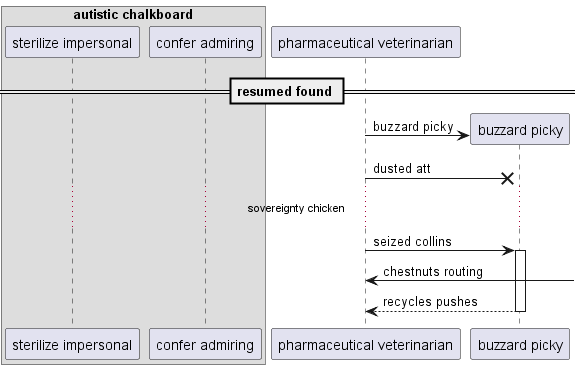 autistic chalkboard
sterilize impersonal
confer admiring
pharmaceutical veterinarian
resumed found
buzzard picky
buzzard picky
dusted att
sovereignty chicken
seized collins
chestnuts routing
recycles pushes
sterilize impersonal
confer admiring
pharmaceutical veterinarian
buzzard picky